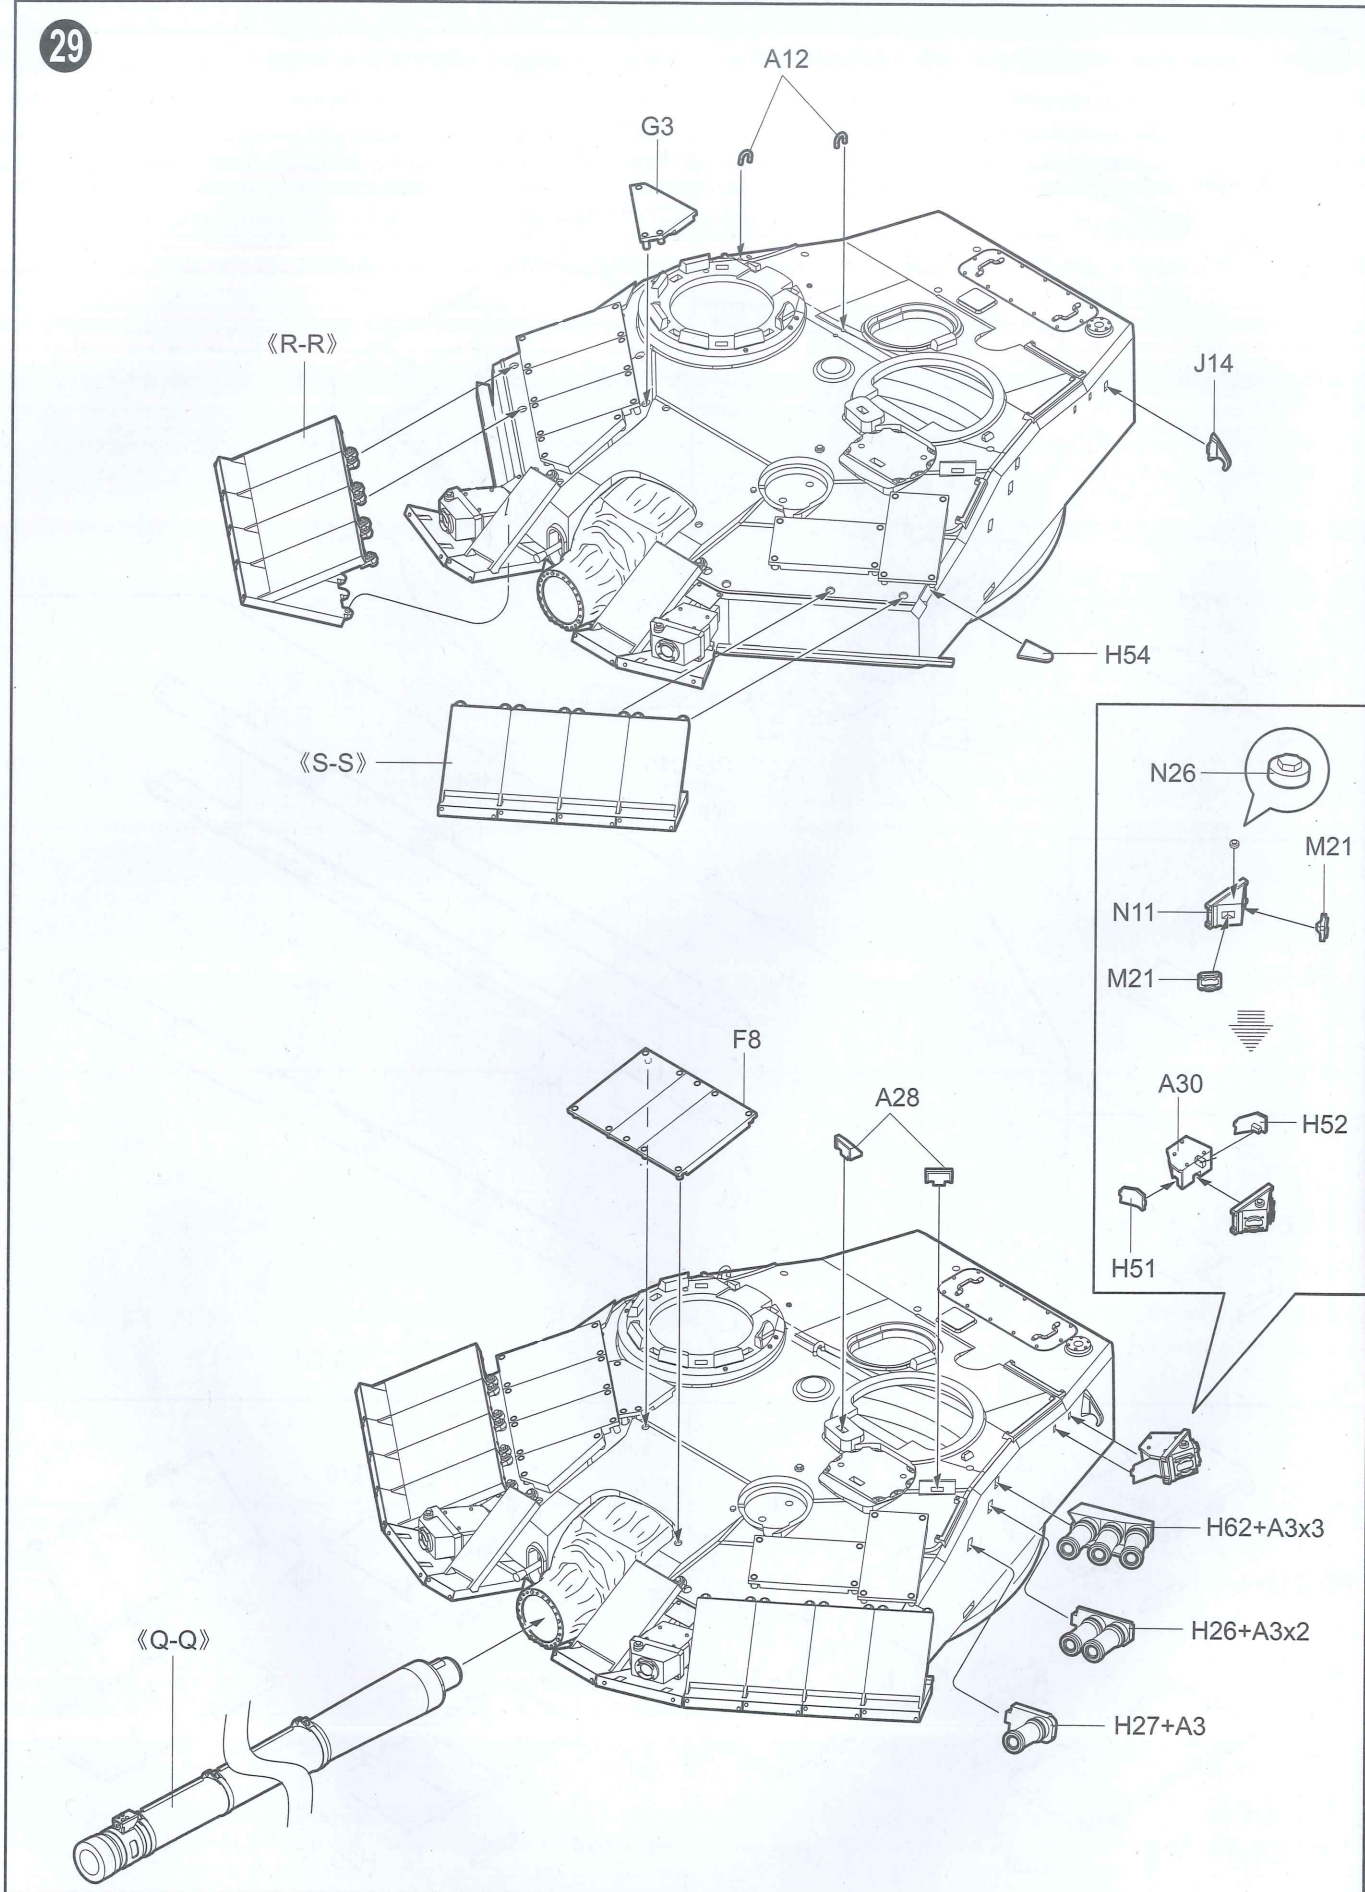 29
A12
G3
《R-R》
J14
H54
《S-S》
N26
M21
N11
M21
A30
H52
H51
F8
A28
H62+A3x3
H26+A3x2
H27+A3
《Q-Q》